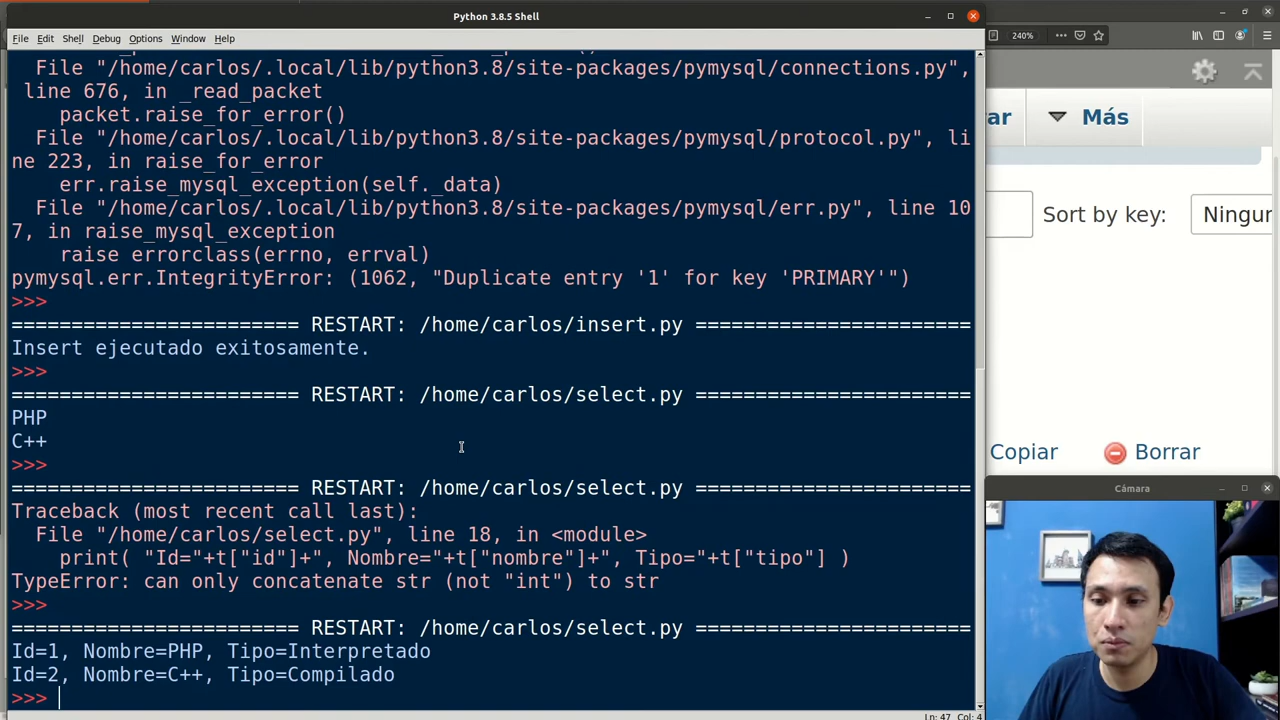 Python 3.8.5 Shell
File Edit Shell Debug Options Window Help
240%
File "/home/carlos/.local/lib/python3.8/site-packages/pymysql/connections.py",
line 676, in _read_packet
packet.raise_for_error()
File "/home/carlos/.local/lib/python3.8/site-packages/pymysql/protocol.py", li
ne 223, in raise_for_error
err.raise_mysql_exception(self._data)
File "/home/carlos/.local/lib/python3.8/site-packages/pymysql/err.py", line 10
7, in raise_mysql_exception
raise errorclass(errno, errval)
pymysql.err.IntegrityError: (1062, "Duplicate entry '1' for key 'PRIMARY'")
>>>
======================== RESTART: /home/carlos/insert.py =======================
Insert ejecutado exitosamente.
>>>
======================== RESTART: /home/carlos/select.py =======================
PHP
C++
>>>
======================== RESTART: /home/carlos/select.py =======================
Traceback (most recent call last):
File "/home/carlos/select.py", line 18, in <module>
print( "Id="+t["id"]+", Nombre="+t["nombre"]+", Tipo="+t["tipo"] )
TypeError: can only concatenate str (not "int") to str
>>>
======================== RESTART: /home/carlos/select.py =======================
Id=1, Nombre=PHP, Tipo=Interpretado
Id=2, Nombre=C++, Tipo=Compilado
>>>
Ln: 47 Col: 4
ar Más
Sort by key: Ningur
Copiar Borrar
Cámara